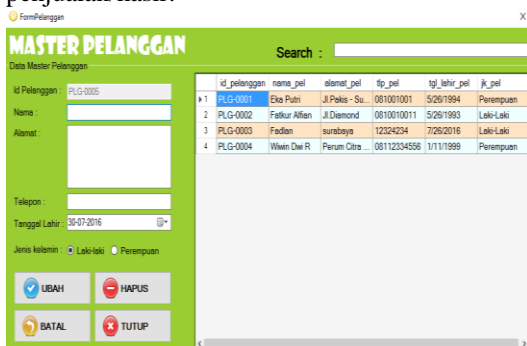 penjualan/kasir.
FormPelanggan X
MASTER PELANGGAN
Search :
Data Master Pelanggan
Id Pelanggan : PLG-0005
Nama :
Alamat :
Telepon :
Tanggal Lahir : 30-07-2016
Jenis kelamin : Laki-laki Perempuan
UBAH HAPUS
BATAL TUTUP
id_pelanggan nama_pel alamat_pel tlp_pel tgl_lahir_pel jk_pel
1 PLG-0001 Eka Putri Jl.Pakis - Su... 081001001 5/26/1994 Perempuan
2 PLG-0002 Fatkur Alfian Jl.Diamond 0810010011 5/26/1993 Laki-Laki
3 PLG-0003 Fadlan surabaya 12324234 7/26/2016 Laki-Laki
4 PLG-0004 Wiwin Dwi R Perum Citra ... 08112334556 1/11/1999 Perempuan